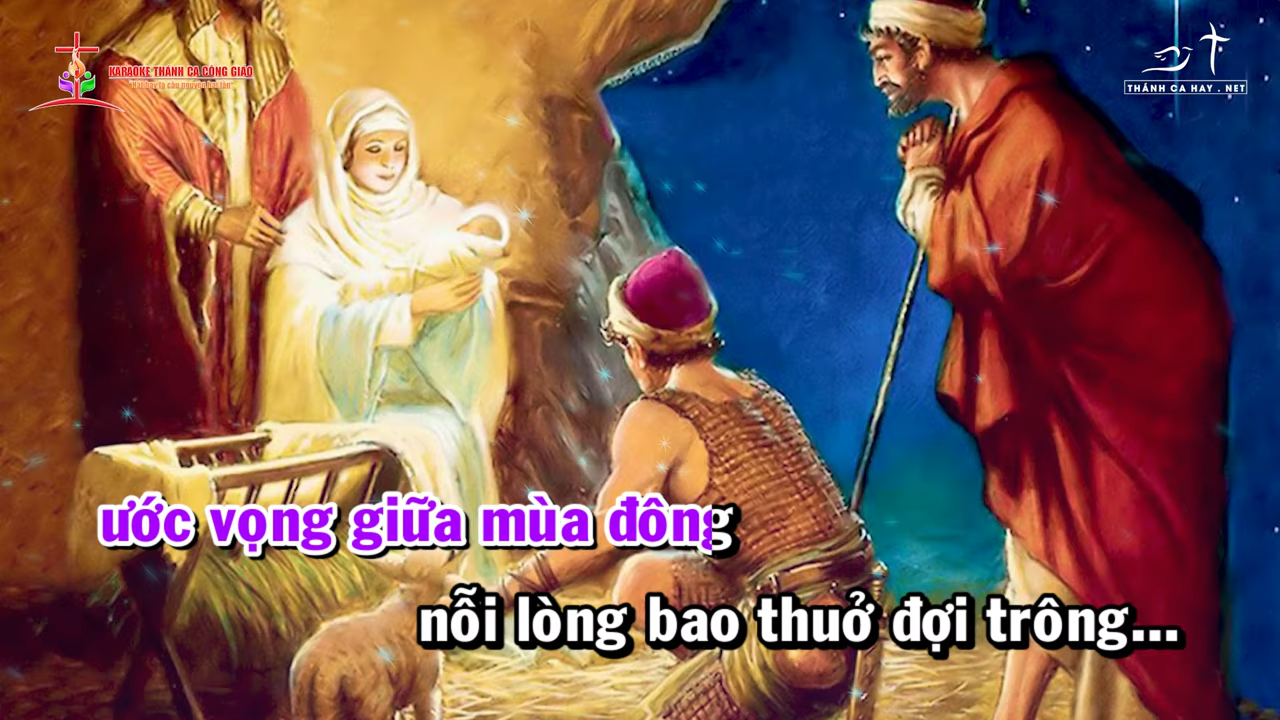 KARAOKE THÁNH CA CÔNG GIÁO
THÁNH CA HAY . NET
ước vọng giữa mùa đông
nỗi lòng bao thuở đợi trông...